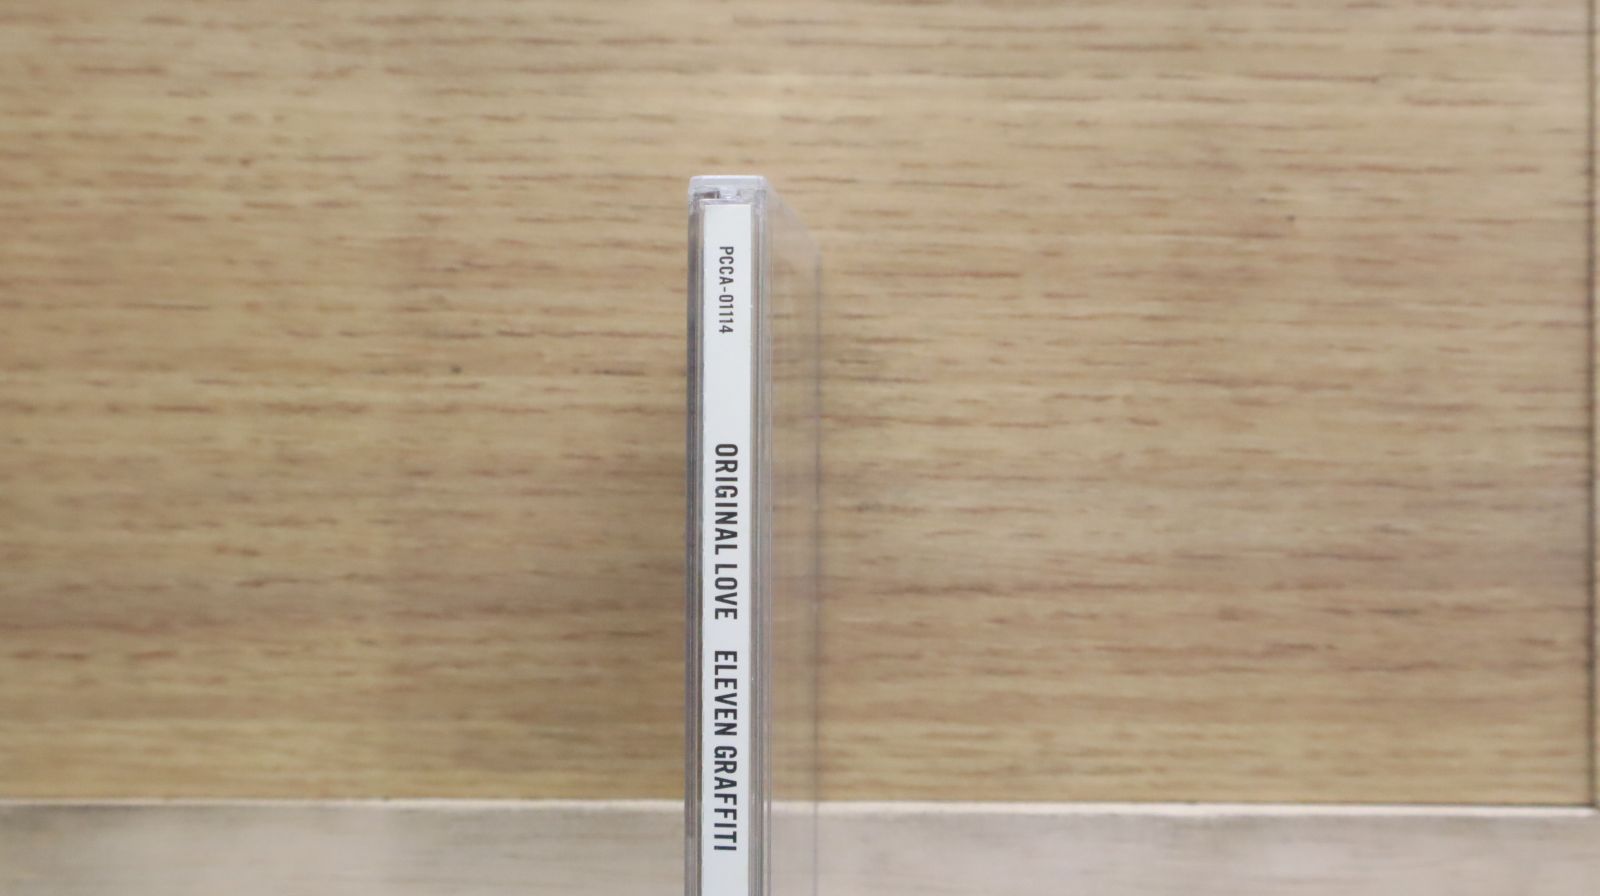 PCCA-01114
ORIGINAL LOVE ELEVEN GRAFFITI